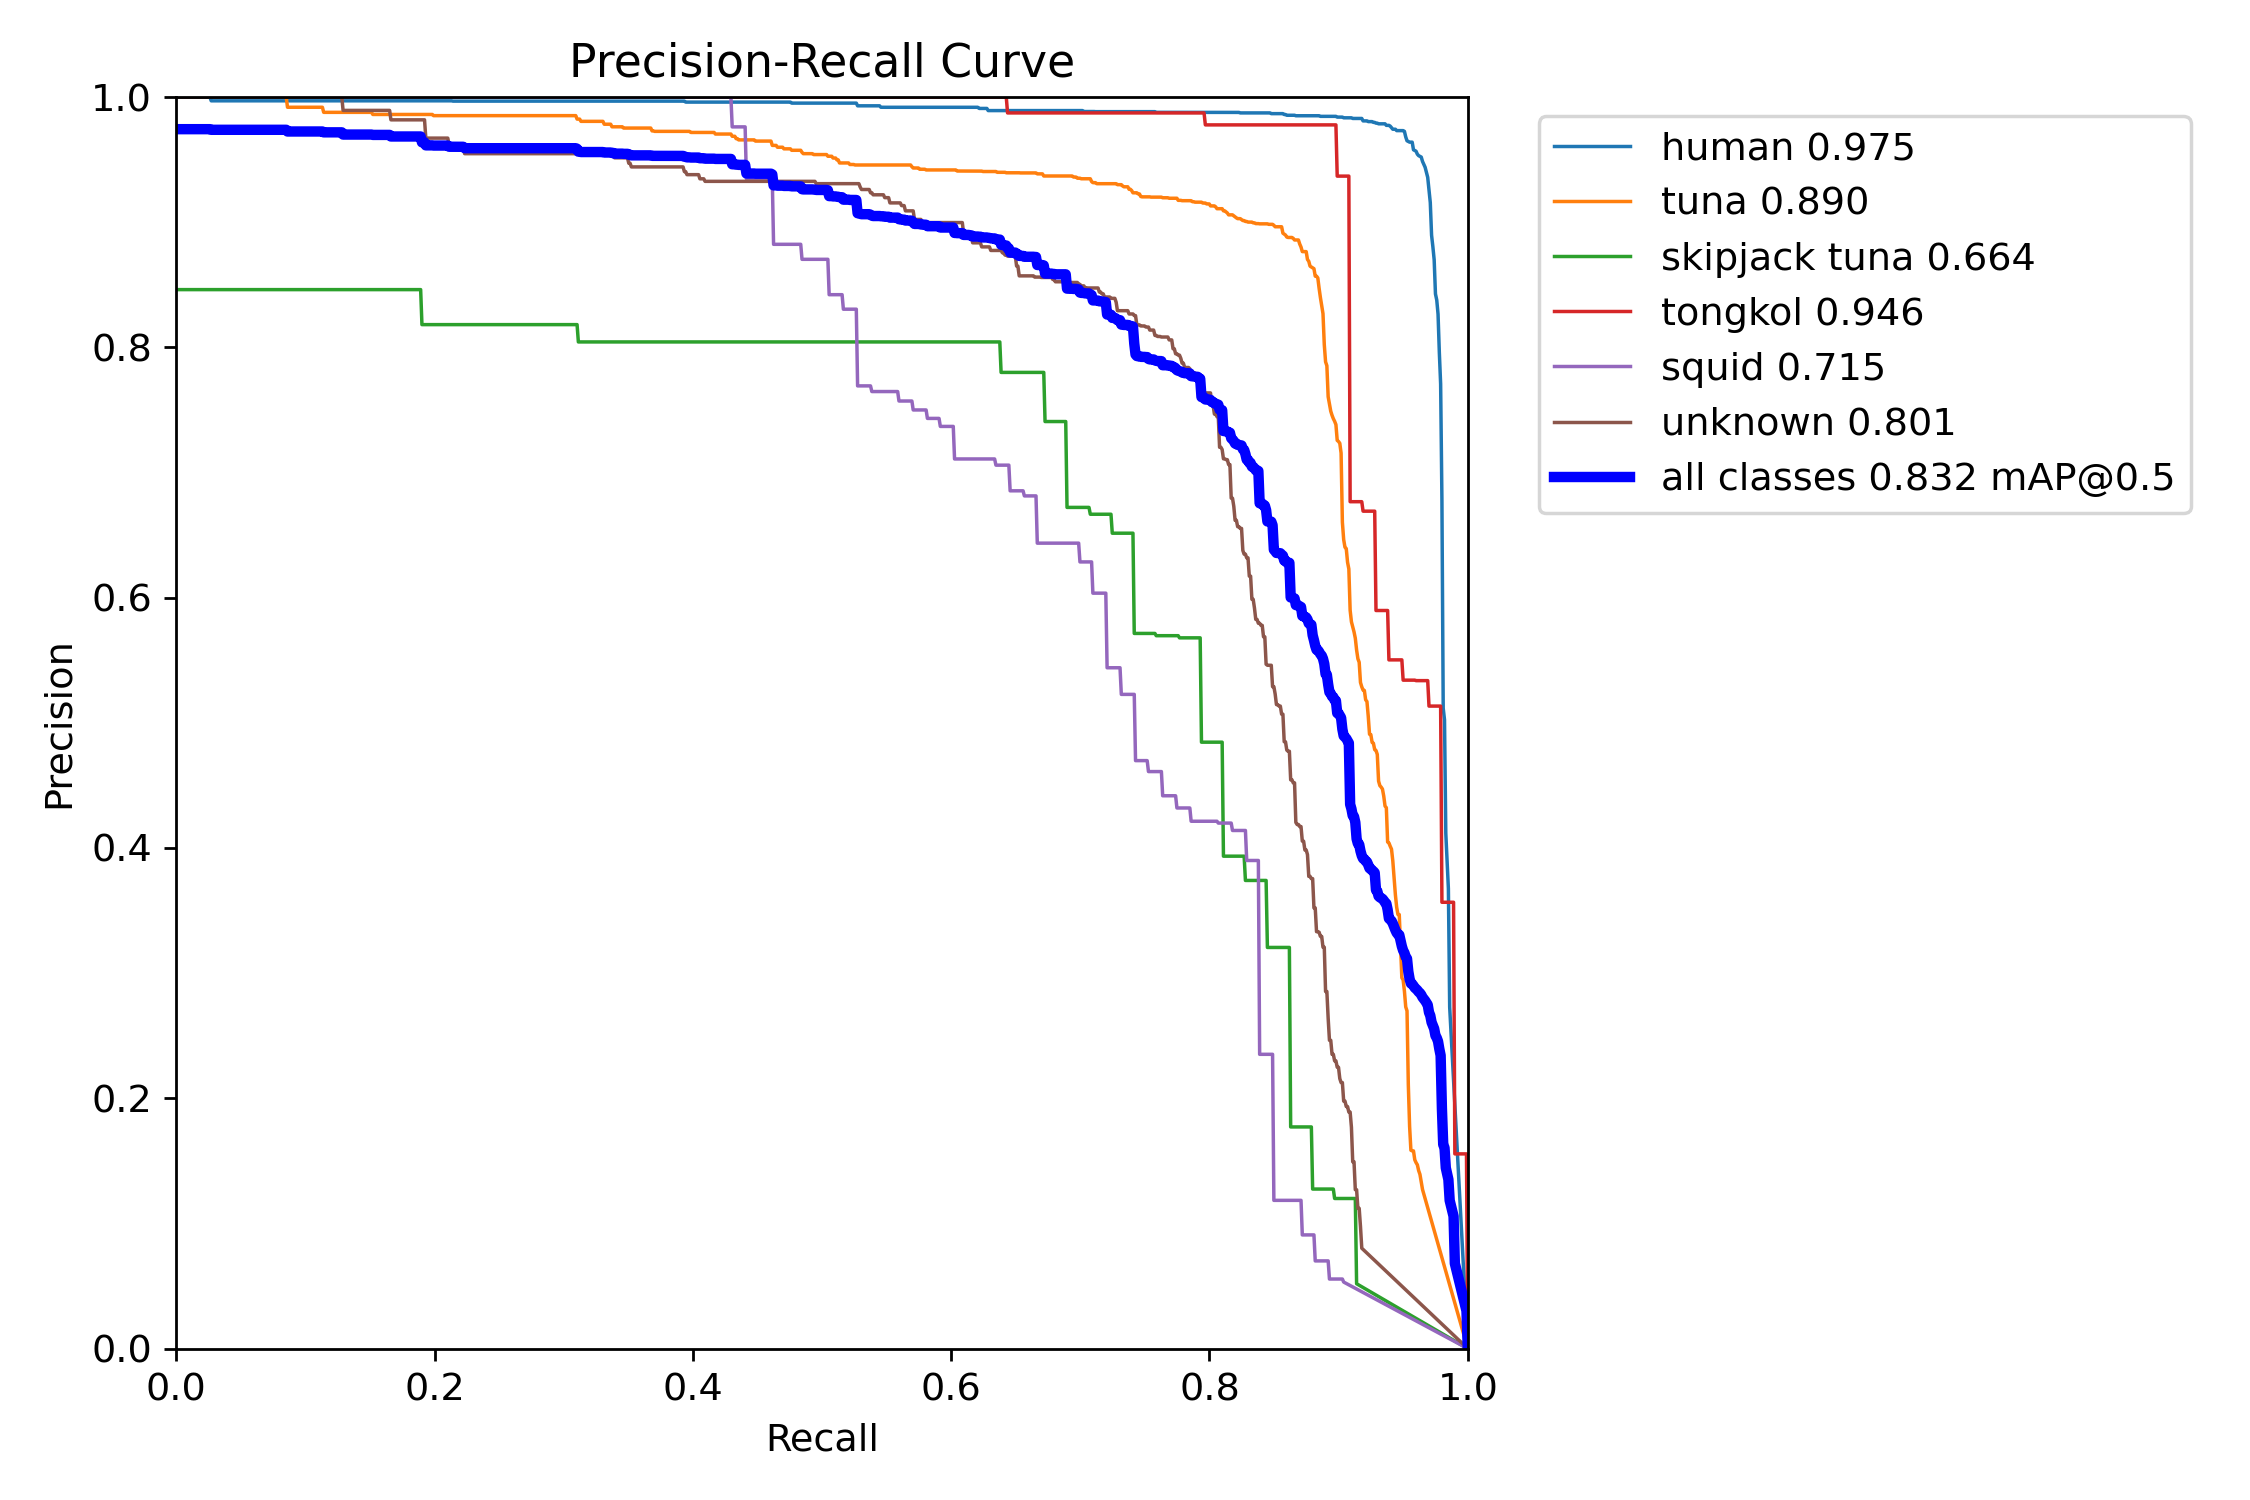 Precision-Recall Curve
1.0
0.8
0.6
0.4
0.2
0.0
Precision
0.0 0.2 0.4 0.6 0.8 1.0
Recall
human 0.975
tuna 0.890
skipjack tuna 0.664
tongkol 0.946
squid 0.715
unknown 0.801
all classes 0.832 mAP@0.5